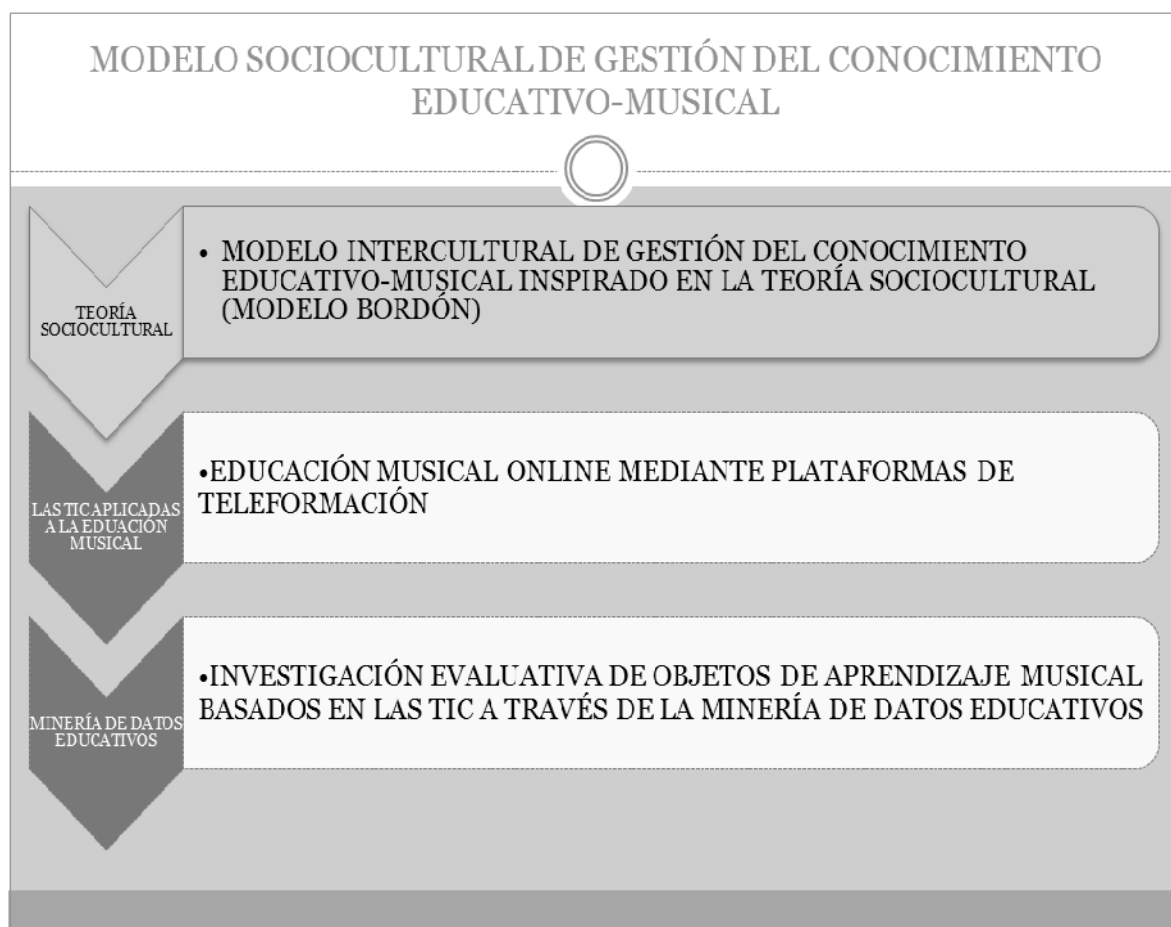 MODELO SOCIOCULTURAL DE GESTIÓN DEL CONOCIMIENTO
EDUCATIVO-MUSICAL
TEORÍA
SOCIOCULTURAL
• MODELO INTERCULTURAL DE GESTIÓN DEL CONOCIMIENTO
EDUCATIVO-MUSICAL INSPIRADO EN LA TEORÍA SOCIOCULTURAL
(MODELO BORDÓN)
LAS TIC APLICADAS
A LA EDUACIÓN
MUSICAL
•EDUCACIÓN MUSICAL ONLINE MEDIANTE PLATAFORMAS DE
TELEFORMACIÓN
MINERÍA DE DATOS
EDUCATIVOS
•INVESTIGACIÓN EVALUATIVA DE OBJETOS DE APRENDIZAJE MUSICAL
BASADOS EN LAS TIC A TRAVÉS DE LA MINERÍA DE DATOS EDUCATIVOS